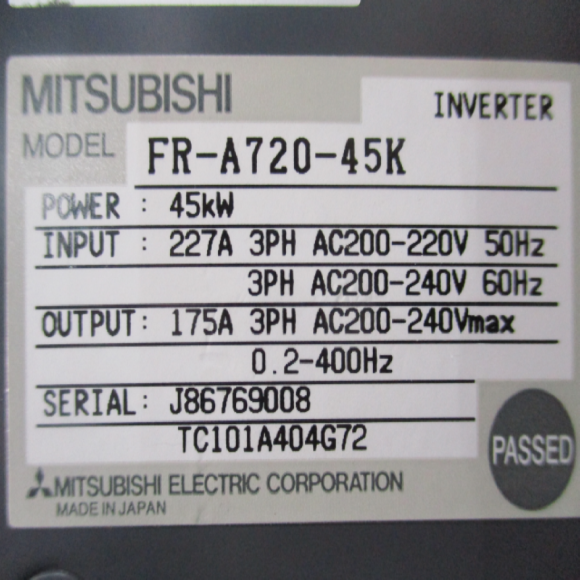 MITSUBISHI
INVERTER
MODEL FR-A720-45K
POWER : 45kW
INPUT : 227A 3PH AC200-220V 50Hz
3PH AC200-240V 60Hz
OUTPUT: 175A 3PH AC200-240Vmax
0.2-400Hz
SERIAL: J86769008
TC101A404G72
PASSED
MITSUBISHI ELECTRIC CORPORATION
MADE IN JAPAN